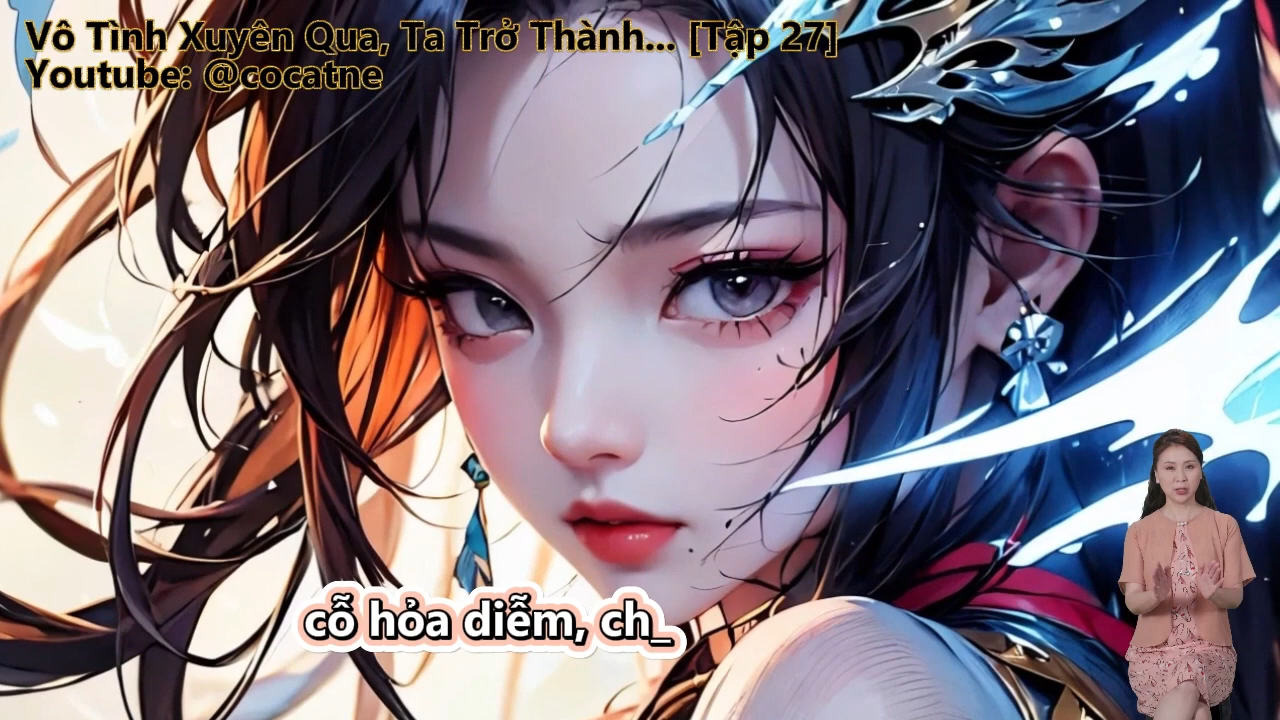 Vô Tình Xuyên Qua, Ta Trở Thành... [Tập 27]
Youtube: @cocatne
cỗ hỏa diễm, ch_